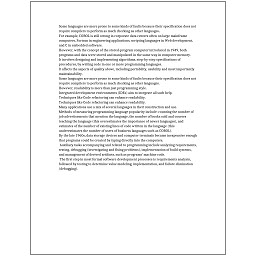 Some languages are more prone to some kinds of faults because their specification does not
require compilers to perform as much checking as other languages.
For example, COBOL is still strong in corporate data centers often on large mainframe
computers, Fortran in engineering applications, scripting languages in Web development,
and C in embedded software.
However, with the concept of the stored-program computer introduced in 1949, both
programs and data were stored and manipulated in the same way in computer memory.
It involves designing and implementing algorithms, step-by-step specifications of
procedures, by writing code in one or more programming languages.
It affects the aspects of quality above, including portability, usability and most importantly
maintainability.
Some languages are more prone to some kinds of faults because their specification does not
require compilers to perform as much checking as other languages.
However, readability is more than just programming style.
Integrated development environments (IDEs) aim to integrate all such help.
Techniques like Code refactoring can enhance readability.
Techniques like Code refactoring can enhance readability.
Many applications use a mix of several languages in their construction and use.
Methods of measuring programming language popularity include: counting the number of
job advertisements that mention the language, the number of books sold and courses
teaching the language (this overestimates the importance of newer languages), and
estimates of the number of existing lines of code written in the language (this
underestimates the number of users of business languages such as COBOL).
By the late 1960s, data storage devices and computer terminals became inexpensive enough
that programs could be created by typing directly into the computers.
Auxiliary tasks accompanying and related to programming include analyzing requirements,
testing, debugging (investigating and fixing problems), implementation of build systems,
and management of derived artifacts, such as programs' machine code.
The first step in most formal software development processes is requirements analysis,
followed by testing to determine value modeling, implementation, and failure elimination
(debugging).